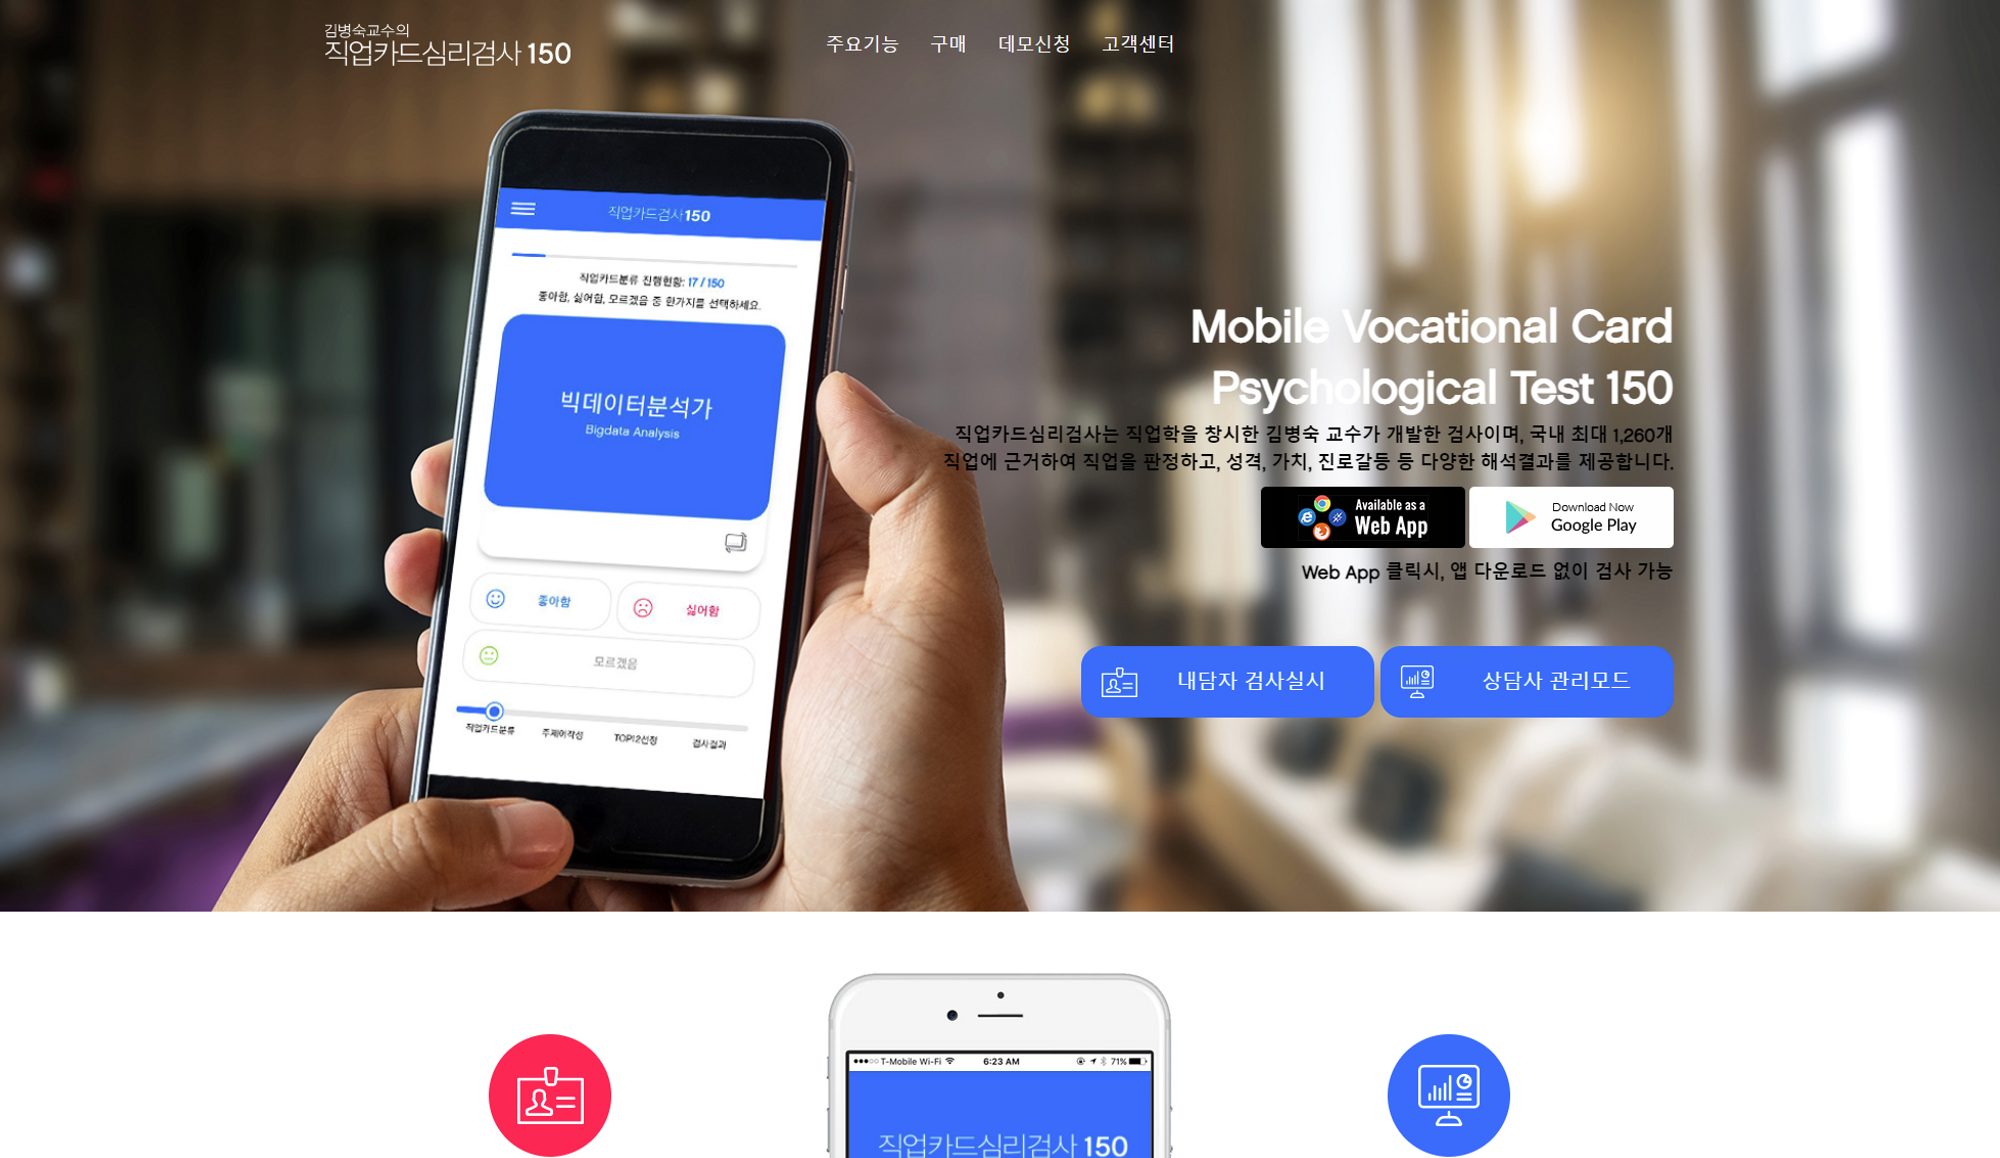 김병숙교수의
직업카드심리검사 150
주요기능 구매 데모신청 고객센터
직업카드검사 150
직업카드분류 진행현황: 17 / 150
좋아함, 싫어함, 모르겠음 중 한가지를 선택하세요.
빅데이터분석가
Bigdata Analysis
좋아함 싫어함
모르겠음
직업카드분류 주제어작성 TOP12선정 검사결과
Mobile Vocational Card
Psychological Test 150
직업카드심리검사는 직업학을 창시한 김병숙 교수가 개발한 검사이며, 국내 최대 1,260개
직업에 근거하여 직업을 판정하고, 성격, 가치, 진로갈등 등 다양한 해석결과를 제공합니다.
Available as a
Web App
Download Now
Google Play
Web App 클릭시, 앱 다운로드 없이 검사 가능
내담자 검사실시 상담사 관리모드
T-Mobile Wi-Fi 6:23 AM 71%
직업카드심리검사 150